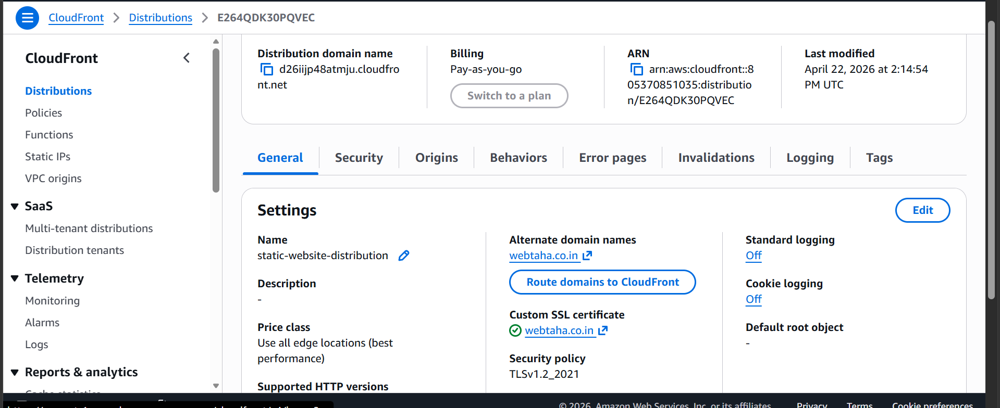 CloudFront > Distributions > E264QDK30PQVEC
CloudFront
Distributions
Policies
Functions
Static IPs
VPC origins
SaaS
Multi-tenant distributions
Distribution tenants
Telemetry
Monitoring
Alarms
Logs
Reports & analytics
Distribution domain name
d26iijp48atmju.cloudfro
nt.net
Billing
Pay-as-you-go
Switch to a plan
ARN
arn:aws:cloudfront::8
05370851035:distributio
n/E264QDK30PQVEC
Last modified
April 22, 2026 at 2:14:54
PM UTC
General
Security
Origins
Behaviors
Error pages
Invalidations
Logging
Tags
Settings
Edit
Name
static-website-distribution
Description
-
Price class
Use all edge locations (best
performance)
Supported HTTP versions
Alternate domain names
webtaha.co.in
Route domains to CloudFront
Custom SSL certificate
webtaha.co.in
Security policy
TLSv1.2_2021
Standard logging
Off
Cookie logging
Off
Default root object
-
© 2026, Amazon Web Services, Inc. or its affiliates.
Privacy
Terms
Cookie preferences